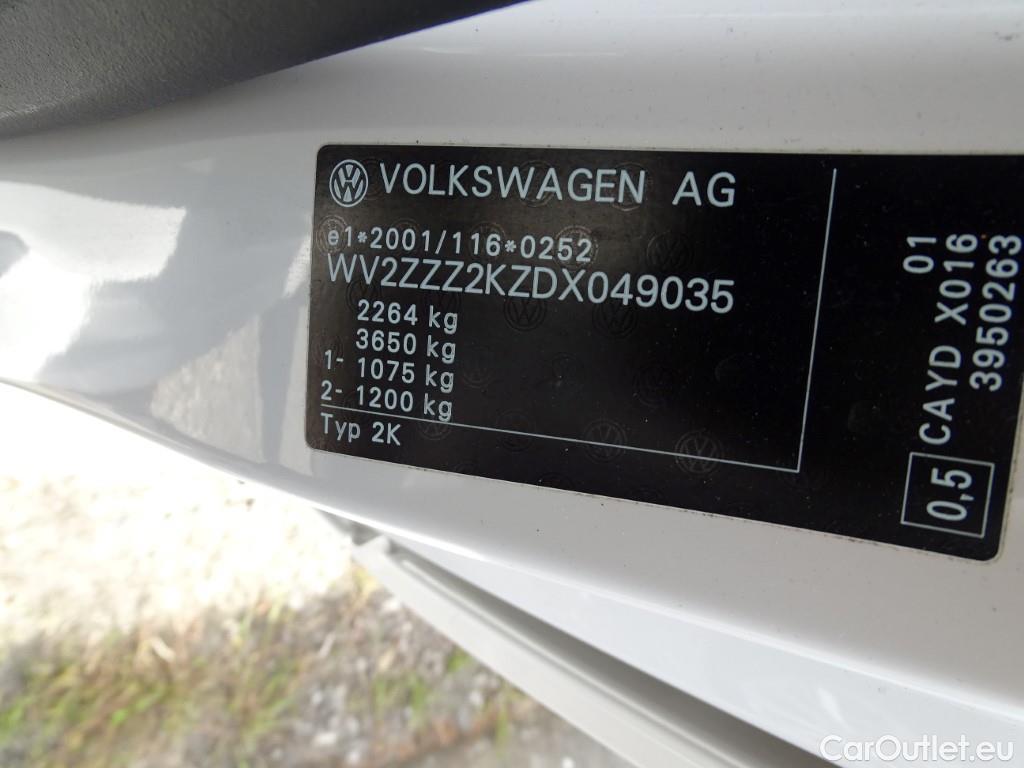 VOLKSWAGEN AG
e1*2001/116*0252
WV2ZZZ2KZDX049035
2264 kg
3650 kg
1- 1075 kg
2- 1200 kg
Typ 2K
0,5 CAYD X016 01
39502263
CarOutlet.eu